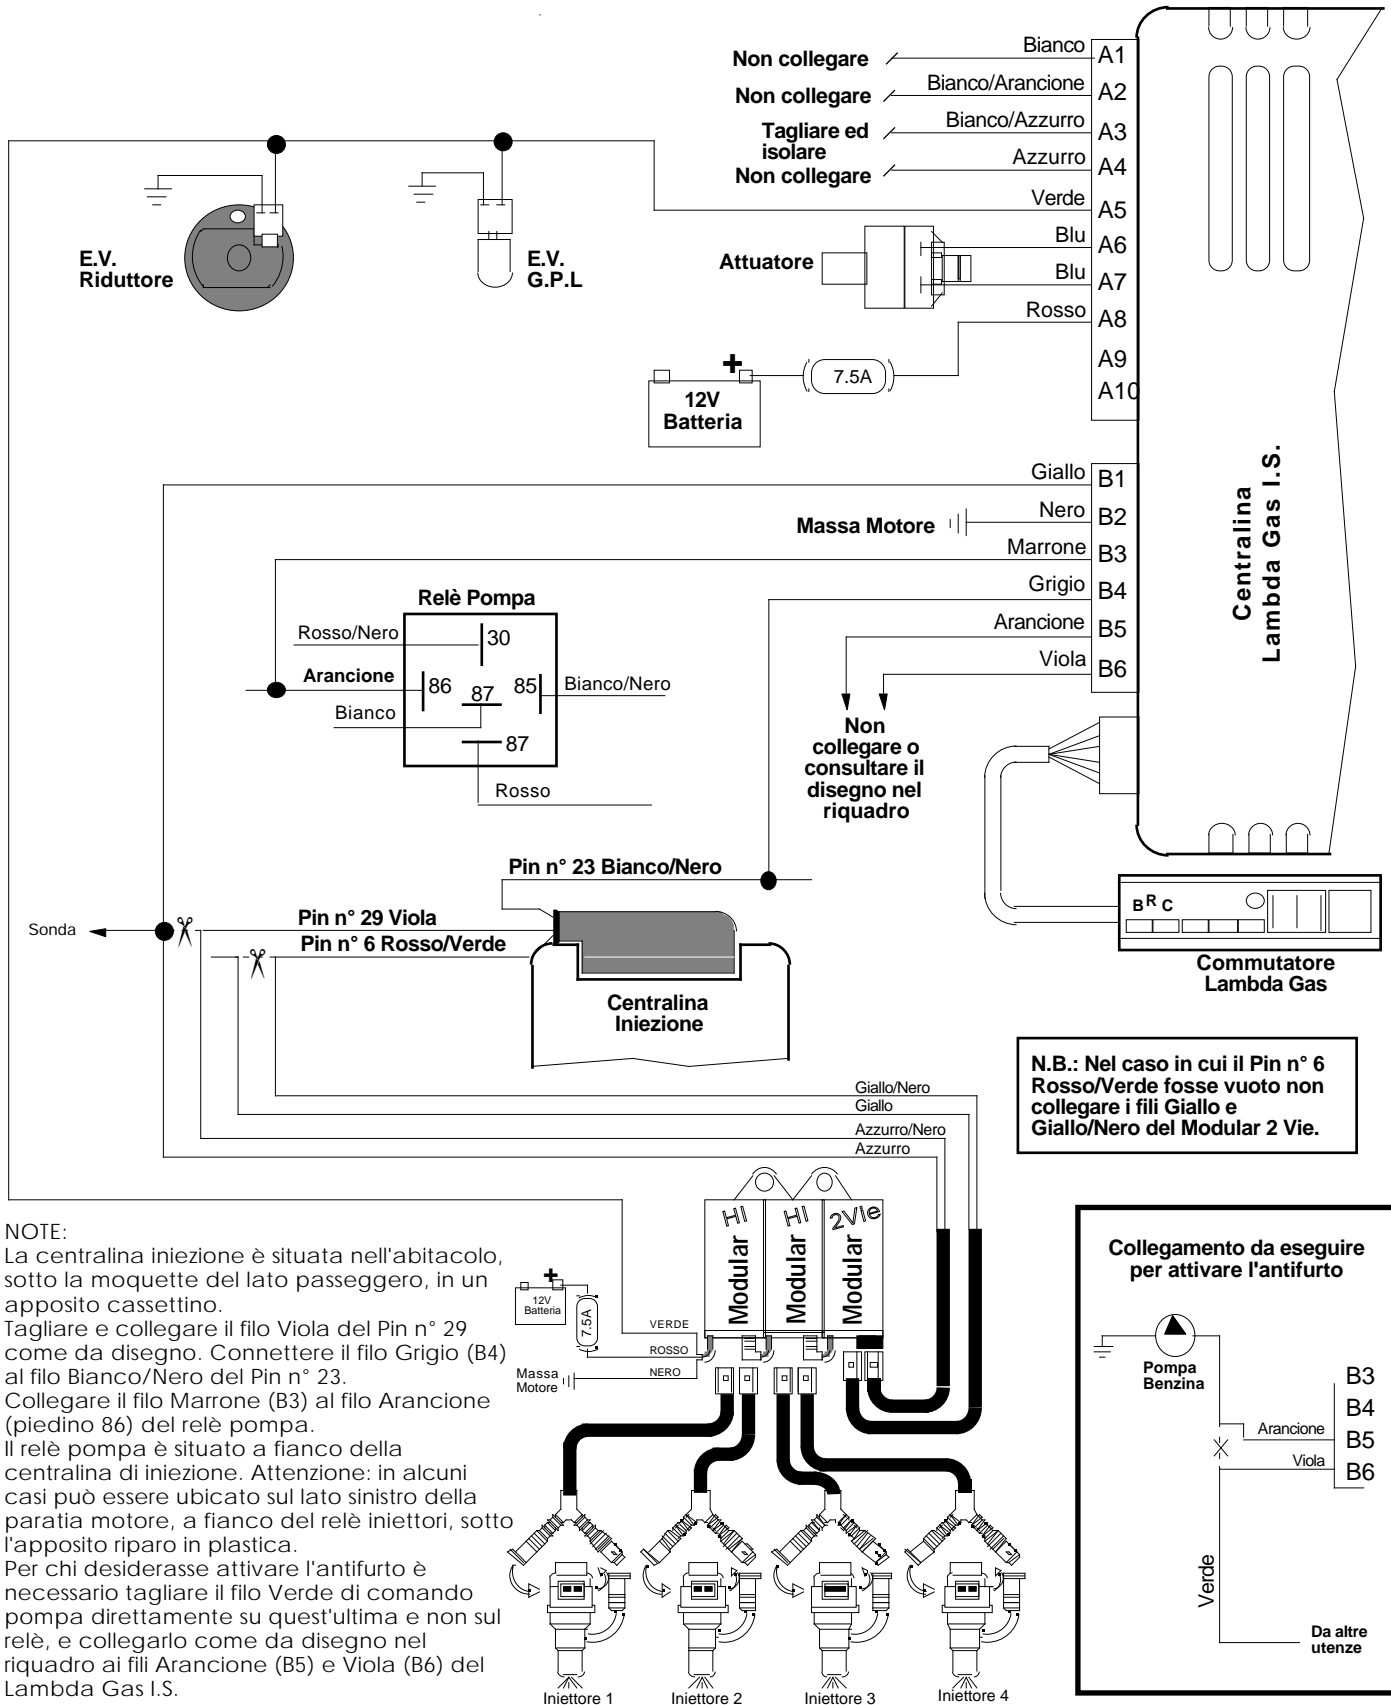 Non collegare
Bianco
A1
Non collegare
Bianco/Arancione
A2
Tagliare ed
isolare
Bianco/Azzurro
A3
Non collegare
Azzurro
A4
Verde
A5
Attuatore
Blu
A6
Blu
A7
Rosso
A8
A9
A10
E.V.
Riduttore
E.V.
G.P.L
+
7.5A
12V
Batteria
Giallo
B1
Massa Motore
Nero
B2
Marrone
B3
Grigio
B4
Arancione
B5
Viola
B6
Centralina
Lambda Gas I.S.
Relè Pompa
Rosso/Nero
30
Arancione
86
87
85
Bianco/Nero
Bianco
87
Rosso
Non
collegare o
consultare il
disegno nel
riquadro
Pin n° 23 Bianco/Nero
Sonda
Pin n° 29 Viola
Pin n° 6 Rosso/Verde
Centralina
Iniezione
B R C
Commutatore
Lambda Gas
N.B.: Nel caso in cui il Pin n° 6
Rosso/Verde fosse vuoto non
collegare i fili Giallo e
Giallo/Nero del Modular 2 Vie.
Giallo/Nero
Giallo
Azzurro/Nero
Azzurro
HI
HI
2Vie
Modular
Modular
Modular
+
12V
Batteria
7.5A
VERDE
ROSSO
NERO
Massa
Motore
NOTE:
La centralina iniezione è situata nell'abitacolo,
sotto la moquette del lato passeggero, in un
apposito cassettino.
Tagliare e collegare il filo Viola del Pin n° 29
come da disegno. Connettere il filo Grigio (B4)
al filo Bianco/Nero del Pin n° 23.
Collegare il filo Marrone (B3) al filo Arancione
(piedino 86) del relè pompa.
Il relè pompa è situato a fianco della
centralina di iniezione. Attenzione: in alcuni
casi può essere ubicato sul lato sinistro della
paratia motore, a fianco del relè iniettori, sotto
l'apposito riparo in plastica.
Per chi desiderasse attivare l'antifurto è
necessario tagliare il filo Verde di comando
pompa direttamente su quest'ultima e non sul
relè, e collegarlo come da disegno nel
riquadro ai fili Arancione (B5) e Viola (B6) del
Lambda Gas I.S.
Iniettore 1
Iniettore 2
Iniettore 3
Iniettore 4
Collegamento da eseguire
per attivare l'antifurto
Pompa
Benzina
B3
B4
Arancione
B5
Viola
B6
Verde
Da altre
utenze